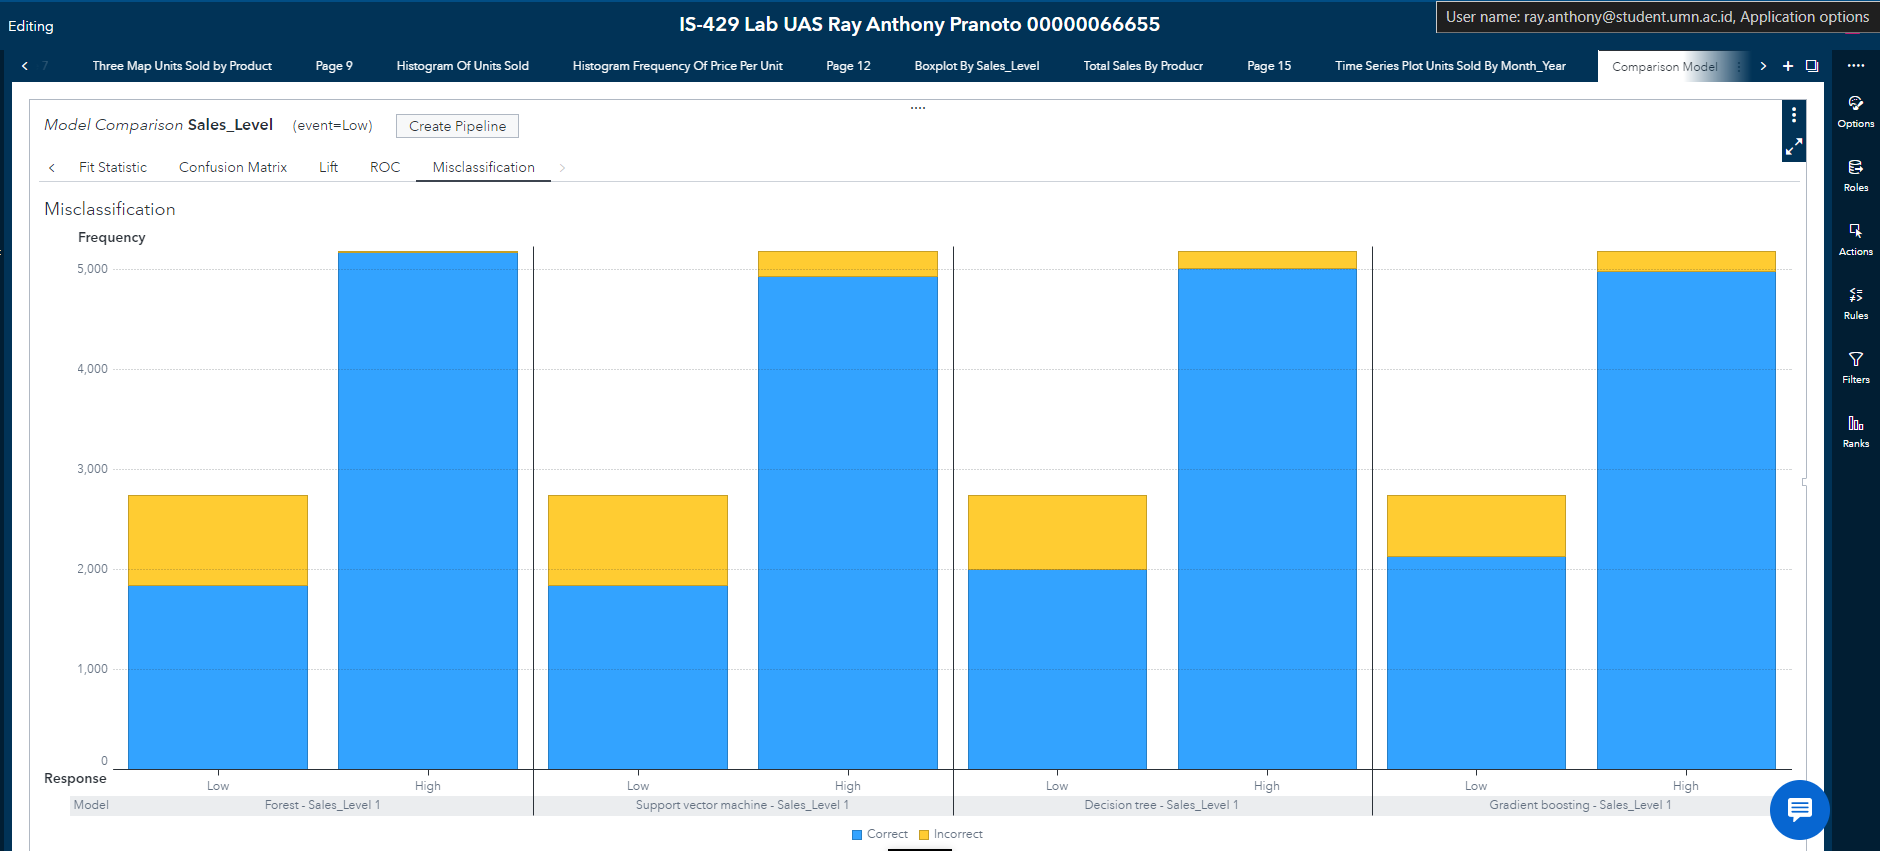 Editing
IS-429 Lab UAS Ray Anthony Pranoto 00000066655
User name: ray.anthony@student.umn.ac.id, Application options
7 Three Map Units Sold by Product Page 9 Histogram Of Units Sold Histogram Frequency Of Price Per Unit Page 12 Boxplot By Sales_Level Total Sales By Producr Page 15 Time Series Plot Units Sold By Month_Year Comparison Model
Model Comparison Sales_Level (event=Low) Create Pipeline
Fit Statistic Confusion Matrix Lift ROC Misclassification
Misclassification
Frequency
5,000
4,000
3,000
2,000
1,000
0
Response
Low High Low High Low High Low High
Model Forest - Sales_Level 1 Support vector machine - Sales_Level 1 Decision tree - Sales_Level 1 Gradient boosting - Sales_Level 1
Correct Incorrect
Options
Roles
Actions
Rules
Filters
Ranks